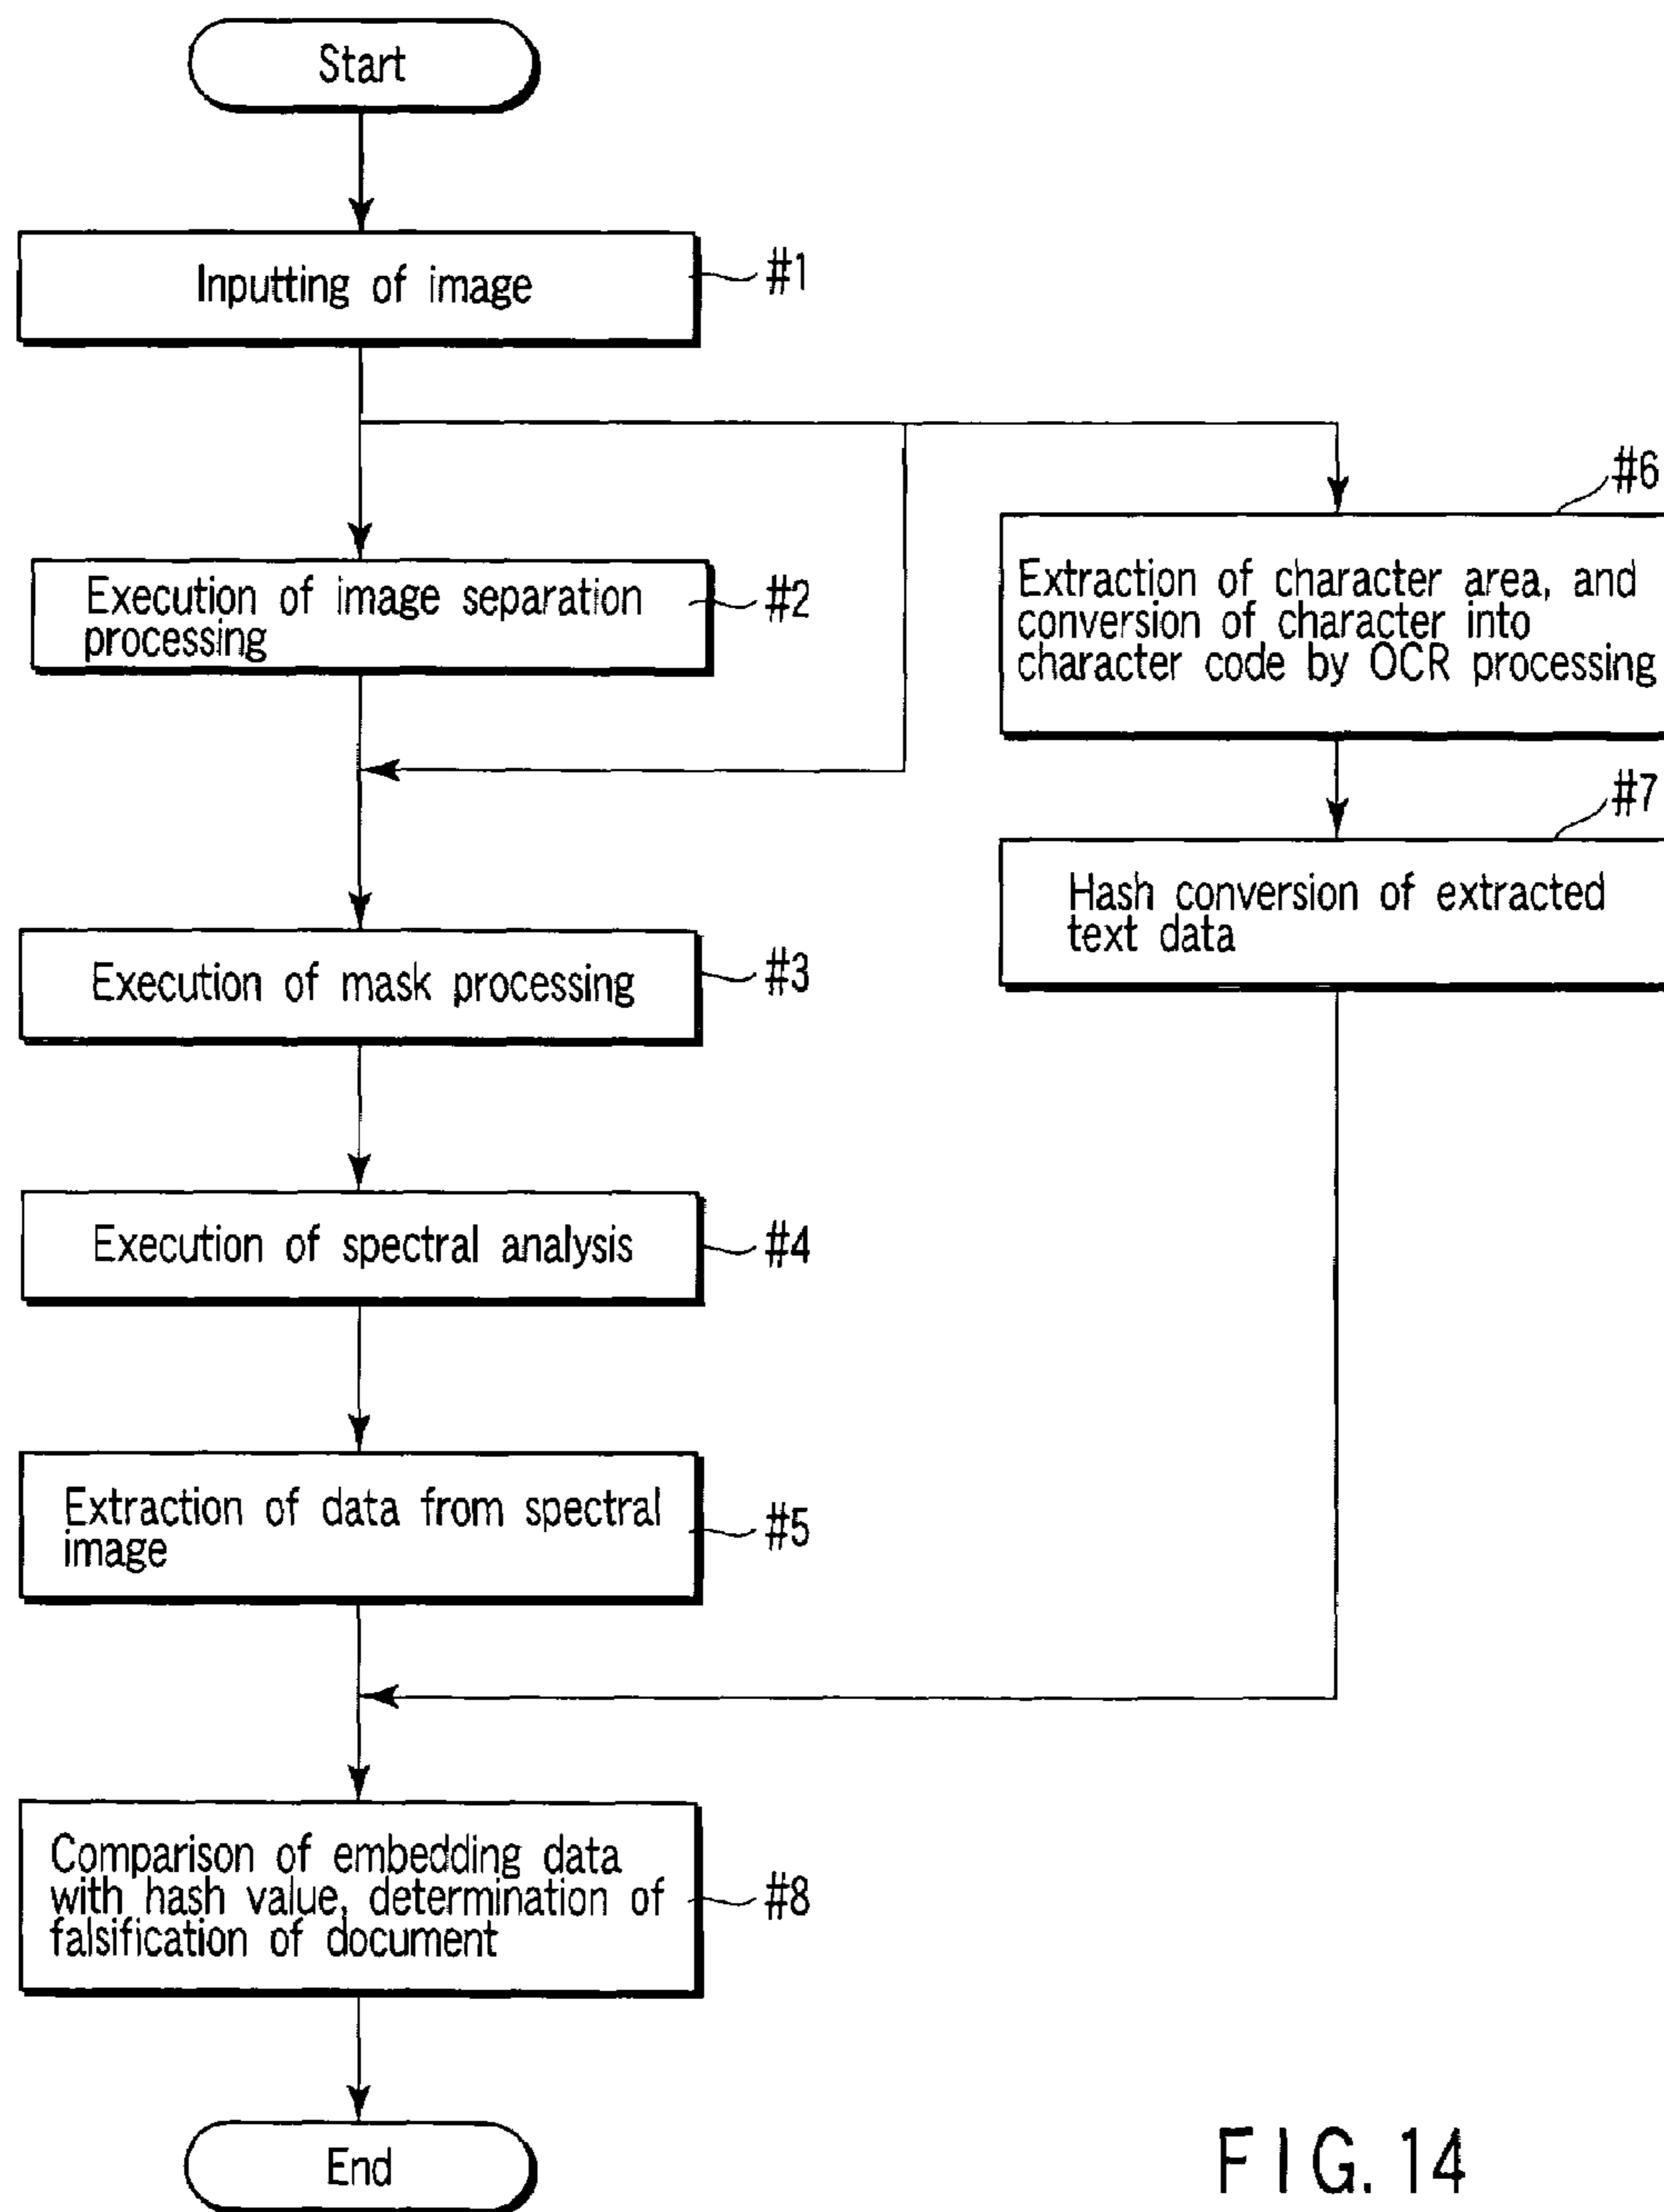 Start
Inputting of image
#1
Execution of image separation
processing
#2
#6
Extraction of character area, and
conversion of character into
character code by OCR processing
#7
Hash conversion of extracted
text data
Execution of mask processing
#3
Execution of spectral analysis
#4
Extraction of data from spectral
image
#5
Comparison of embedding data
with hash value, determination of
falsification of document
#8
End
FIG. 14